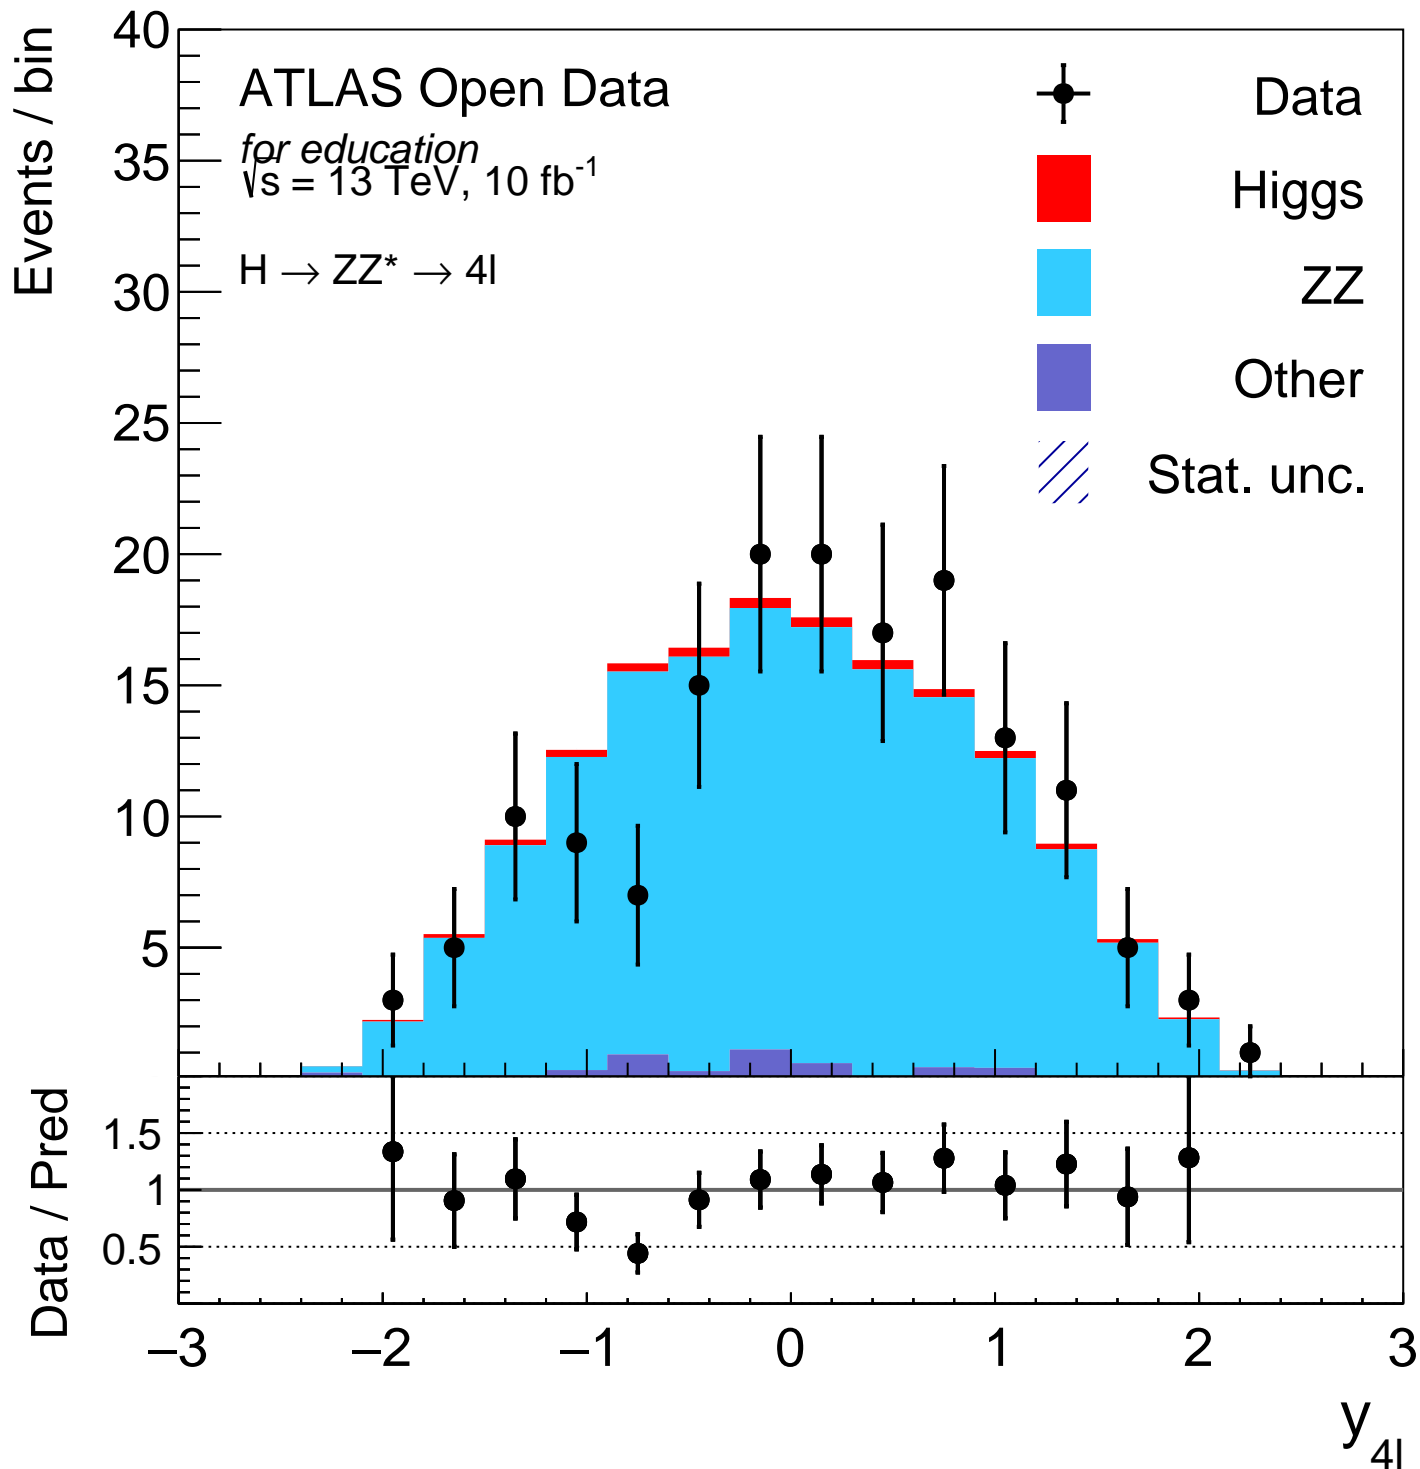 Events / bin
40
35
30
25
20
15
10
5
ATLAS Open Data
for education
√s = 13 TeV, 10 fb-1
H → ZZ* → 4l
Data
Higgs
ZZ
Other
Stat. unc.
Data / Pred
1.5
1
0.5
−3 −2 −1 0 1 2 3
y4l